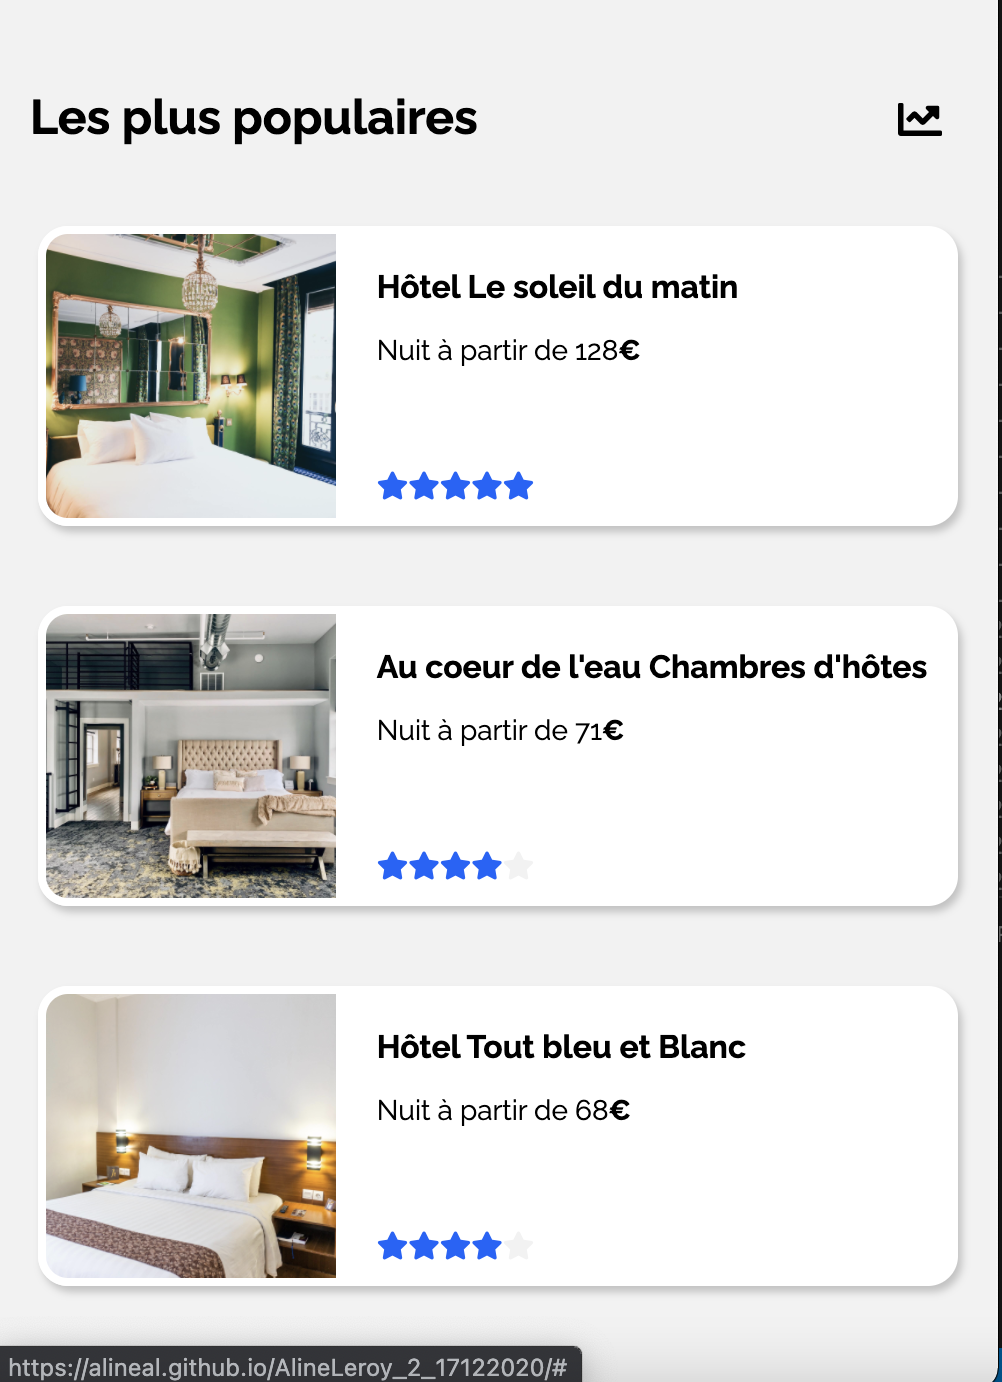 Les plus populaires
Hôtel Le soleil du matin
Nuit à partir de 128€
Au coeur de l'eau Chambres d'hôtes
Nuit à partir de 71€
Hôtel Tout bleu et Blanc
Nuit à partir de 68€
https://alineal.github.io/AlineLeroy_2_17122020/#